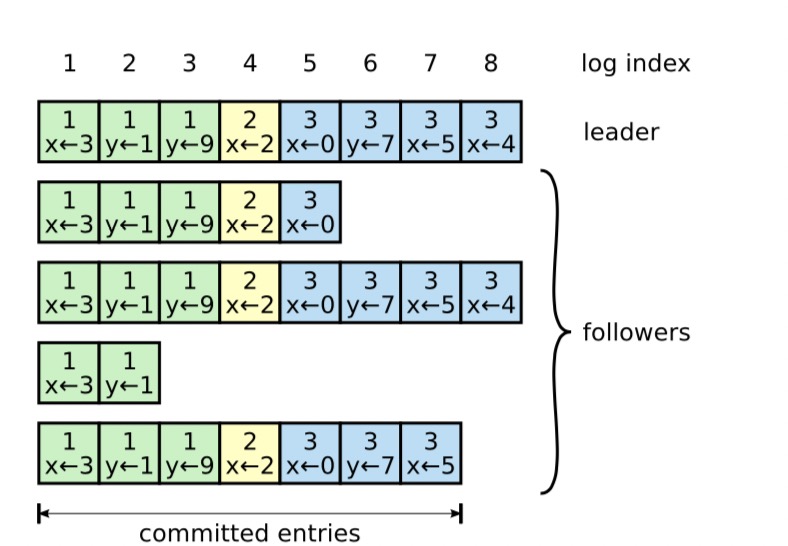 1 2 3 4 5 6 7 8 log index
1 1 1 2 3 3 3 3
x←3 y←1 y←9 x←2 x←0 y←7 x←5 x←4
leader
1 1 1 2 3
x←3 y←1 y←9 x←2 x←0
1 1 1 2 3 3 3 3
x←3 y←1 y←9 x←2 x←0 y←7 x←5 x←4
followers
1 1
x←3 y←1
1 1 1 2 3 3 3
x←3 y←1 y←9 x←2 x←0 y←7 x←5
committed entries